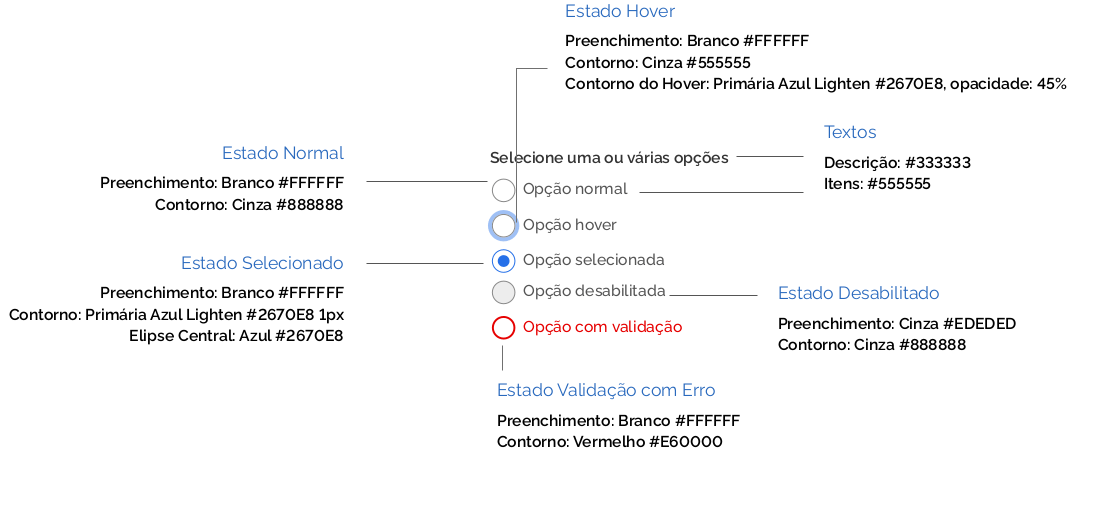 Estado Hover
Preenchimento: Branco #FFFFFF
Contorno: Cinza #555555
Contorno do Hover: Primária Azul Lighten #2670E8, opacidade: 45%
Textos
Descrição: #333333
Itens: #555555
Estado Normal
Preenchimento: Branco #FFFFFF
Contorno: Cinza #888888
Selecione uma ou várias opções
Opção normal
Opção hover
Opção selecionada
Opção desabilitada
Opção com validação
Estado Selecionado
Preenchimento: Branco #FFFFFF
Contorno: Primária Azul Lighten #2670E8 1px
Elipse Central: Azul #2670E8
Estado Desabilitado
Preenchimento: Cinza #EDEDED
Contorno: Cinza #888888
Estado Validação com Erro
Preenchimento: Branco #FFFFFF
Contorno: Vermelho #E60000